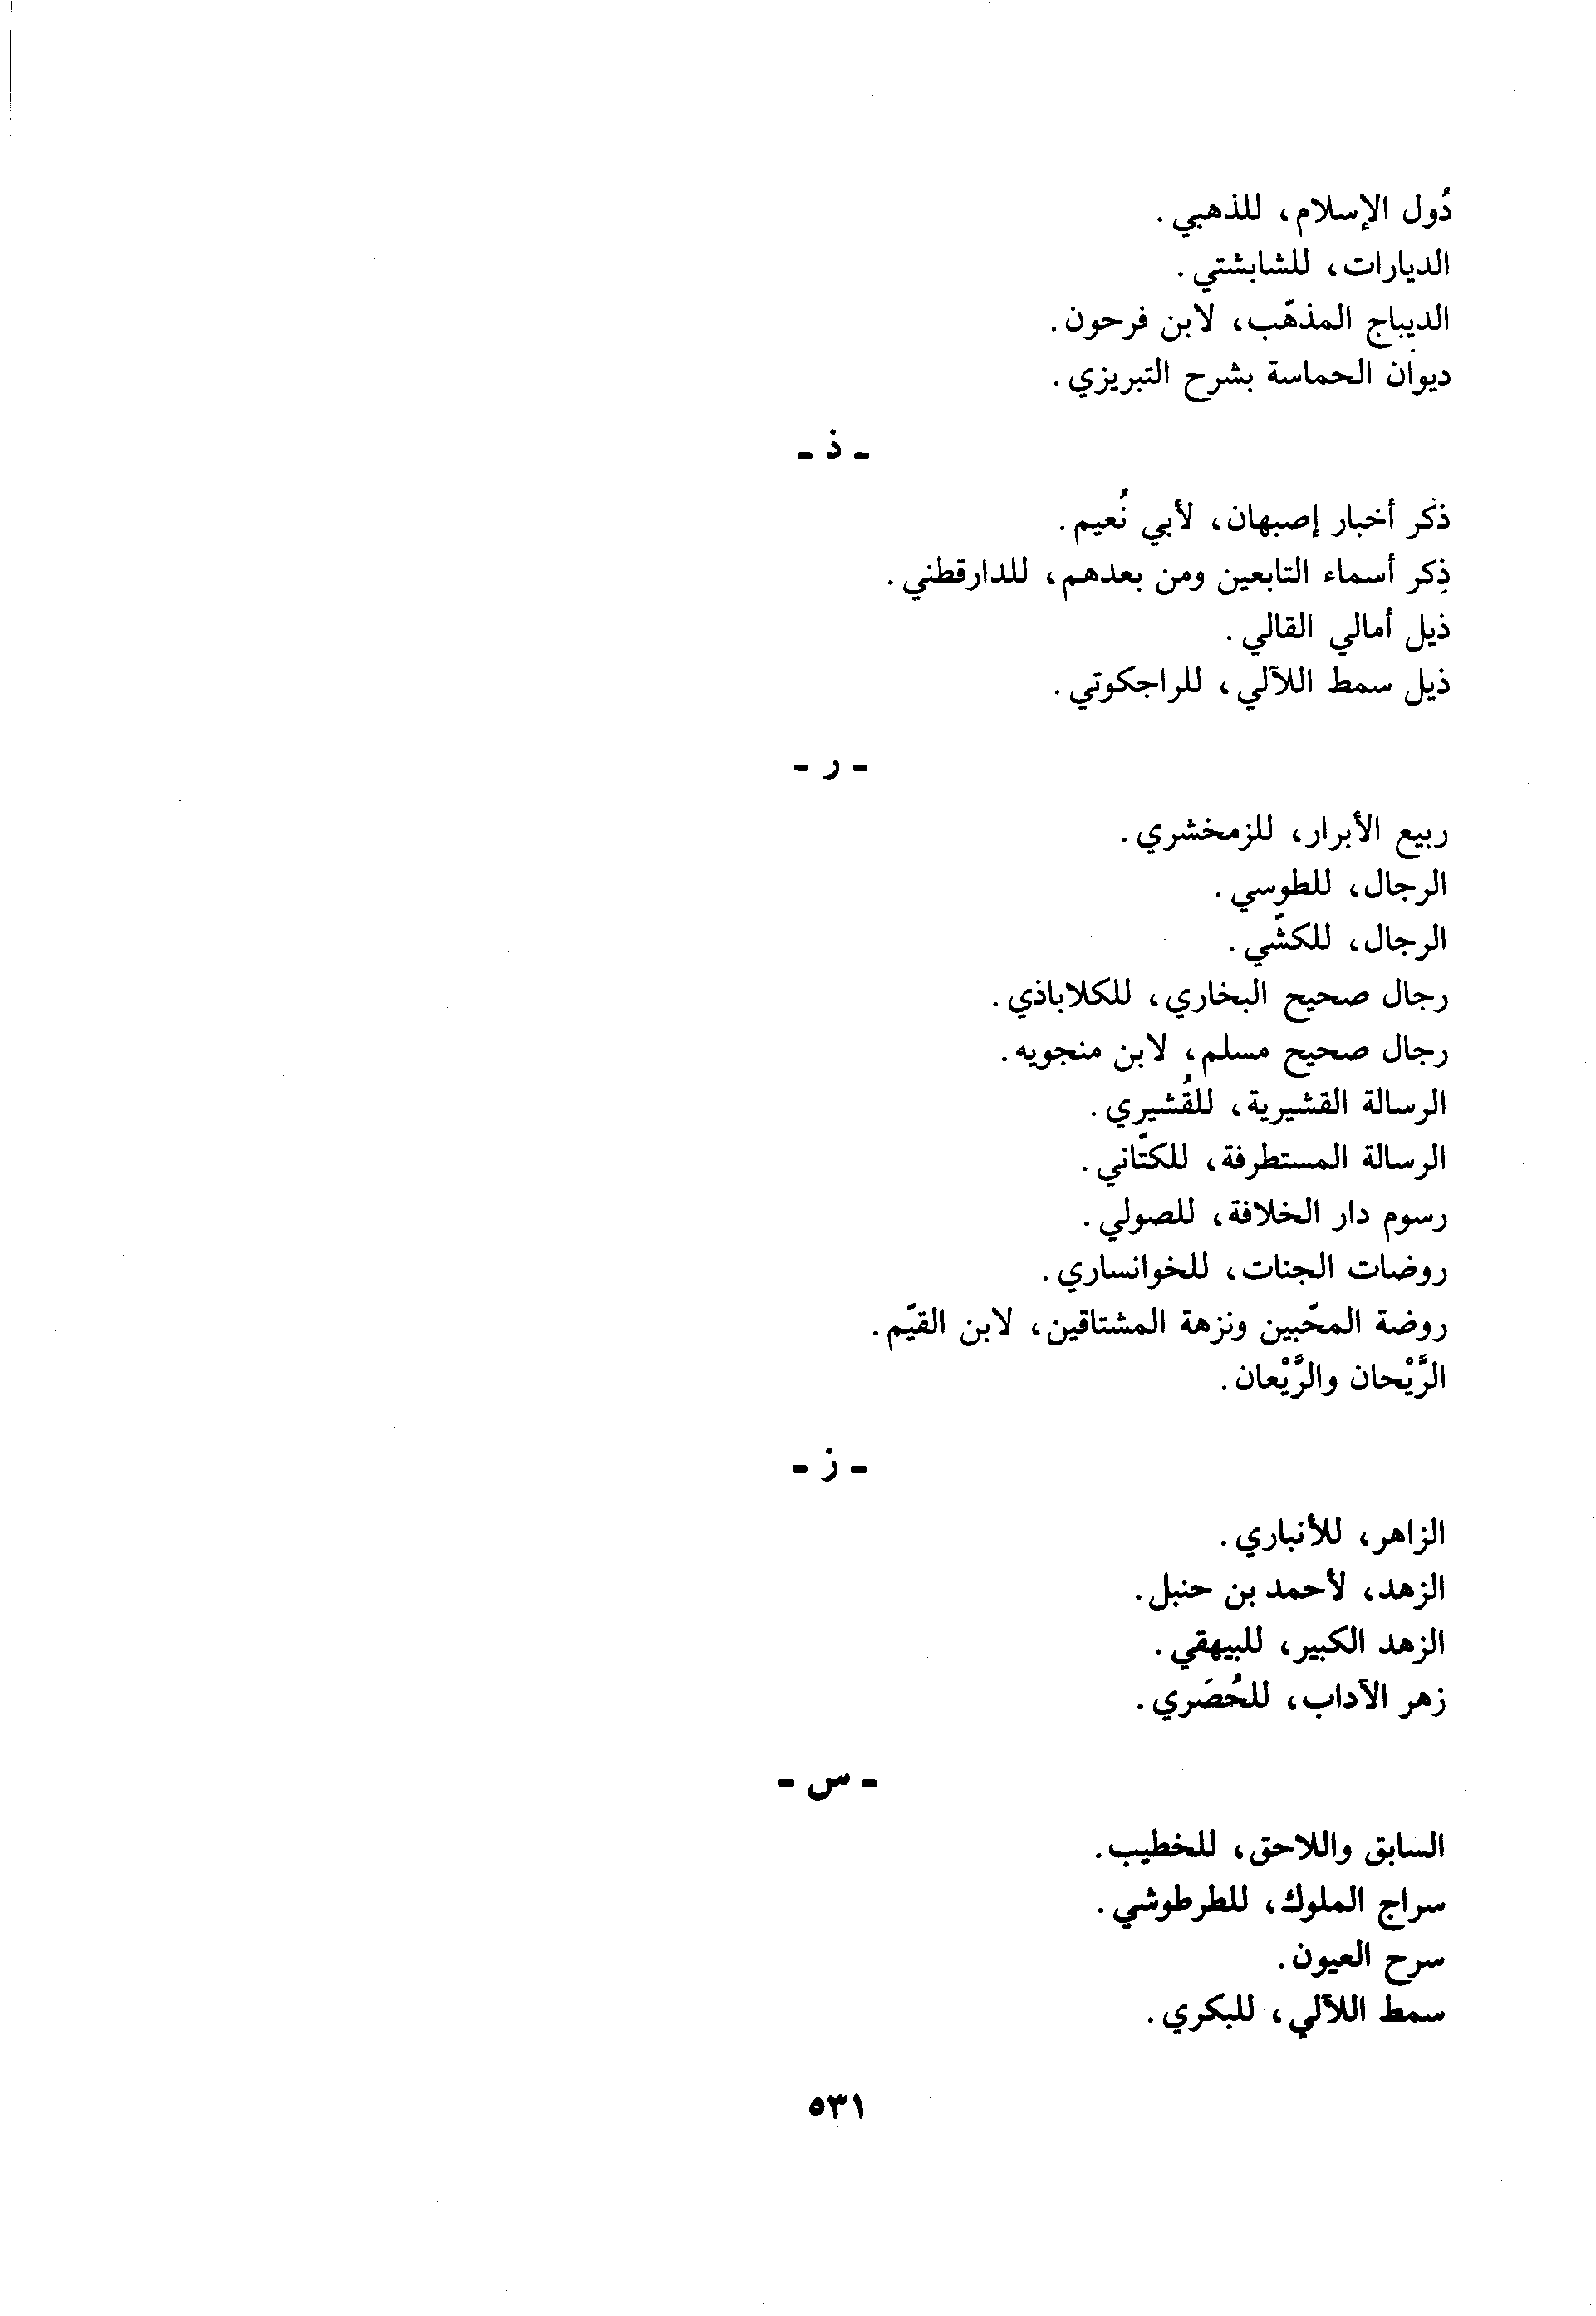 دُول الإسلام، للذهبي.
الديارات، للشابشتي.
الديباج المذهّب، لابن فرحون.
ديوان الحماسة بشرح التبريزي.
- ذ -
ذكر أخبار إصبهان، لأبي نُعيم.
ذِكر أسماء التابعين ومن بعدهم، للدارقطني.
ذيل أمالي القالي.
ذيل سمط اللآلي، للراجكوتي.
- ر -
ربيع الأبرار، للزمخشري.
الرجال، للطوسي.
الرجال، للكشّي.
رجال صحيح البخاري، للكلاباذي.
رجال صحيح مسلم، لابن منجويه.
الرسالة القشيرية، للقُشيري.
الرسالة المستطرفة، للكتّاني.
رسوم دار الخلافة، للصولي.
روضات الجنات، للخوانساري.
روضة المحّبين ونزهة المشتاقين، لابن القيّم.
الرَّيْحان والرَّيْعان.
- ز -
الزاهر، للأنباري.
الزهد، لأحمد بن حنبل.
الزهد الكبير، للبيهقي.
زهر الآداب، للحُصَري.
- س -
السابق واللاحق، للخطيب.
سراج الملوك، للطرطوشي.
سرح العيون.
سمط اللآلي، للبكري.
٥٣١